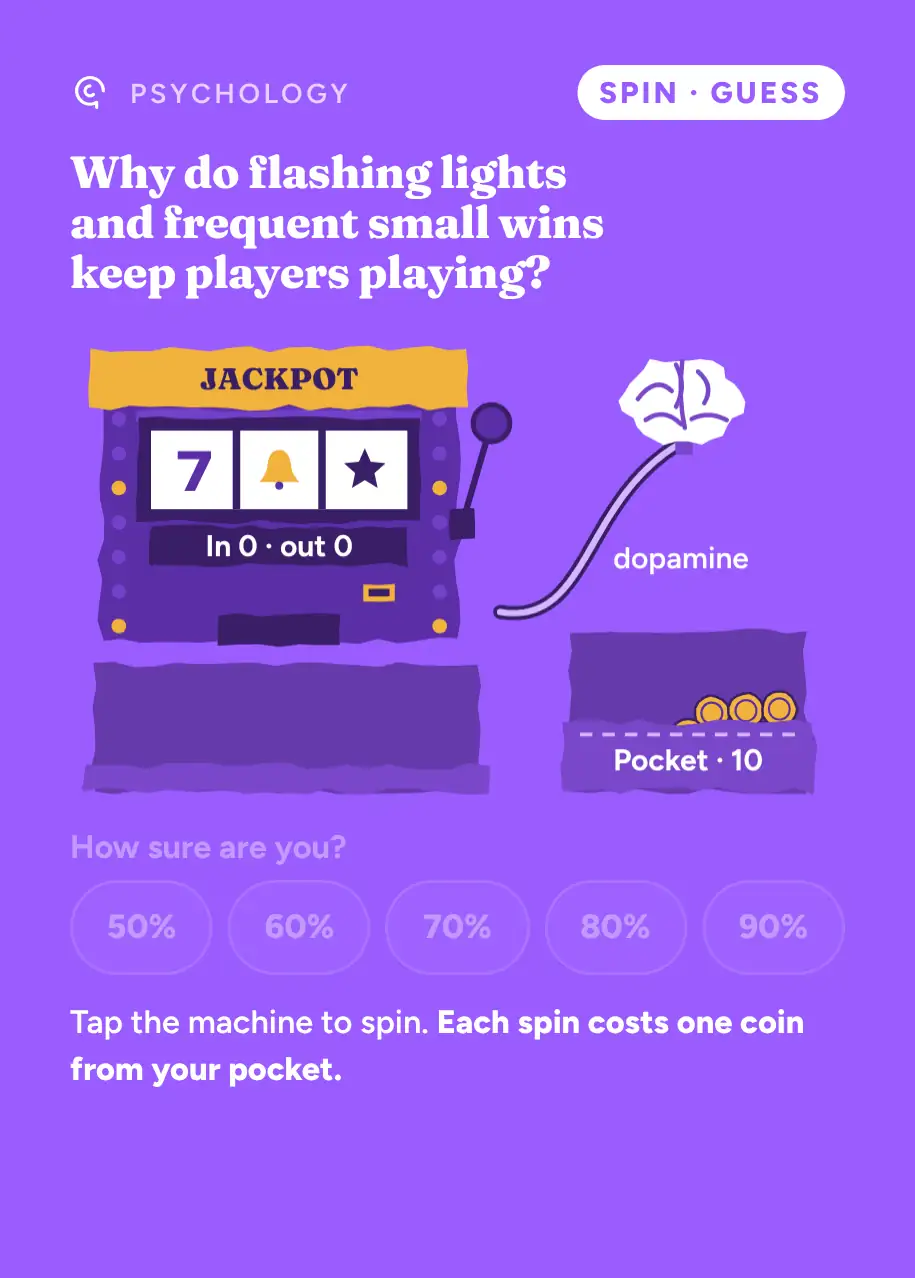 PSYCHOLOGY
SPIN · GUESS
Why do flashing lights
and frequent small wins
keep players playing?
JACKPOT
7
In 0 · out 0
dopamine
Pocket · 10
How sure are you?
50% 60% 70% 80% 90%
Tap the machine to spin. Each spin costs one coin
from your pocket.